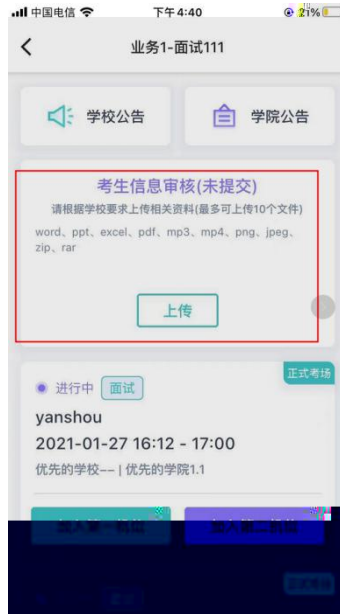 中国电信
下午4:40
21%
业务1-面试111
学校公告
学院公告
考生信息审核(未提交)
请根据学校要求上传相关资料(最多可上传10个文件)
word、ppt、excel、pdf、mp3、mp4、png、jpeg、
zip、rar
上传
正式考场
进行中
面试
yanshou
2021-01-27 16:12 - 17:00
优先的学校--|优先的学院1.1